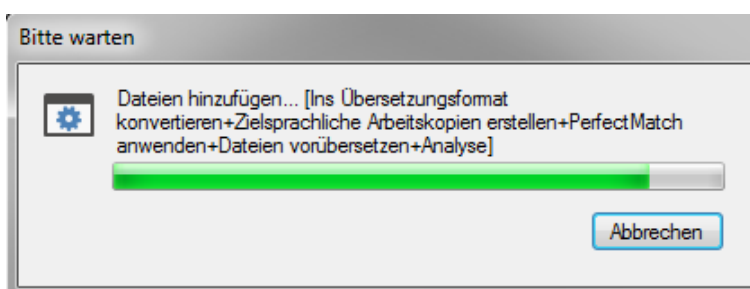 Bitte warten
Dateien hinzufügen... [Ins Übersetzungsformat
konvertieren+Zielsprachliche Arbeitskopien erstellen+PerfectMatch
anwenden+Dateien vorübersetzen+Analyse]
Abbrechen